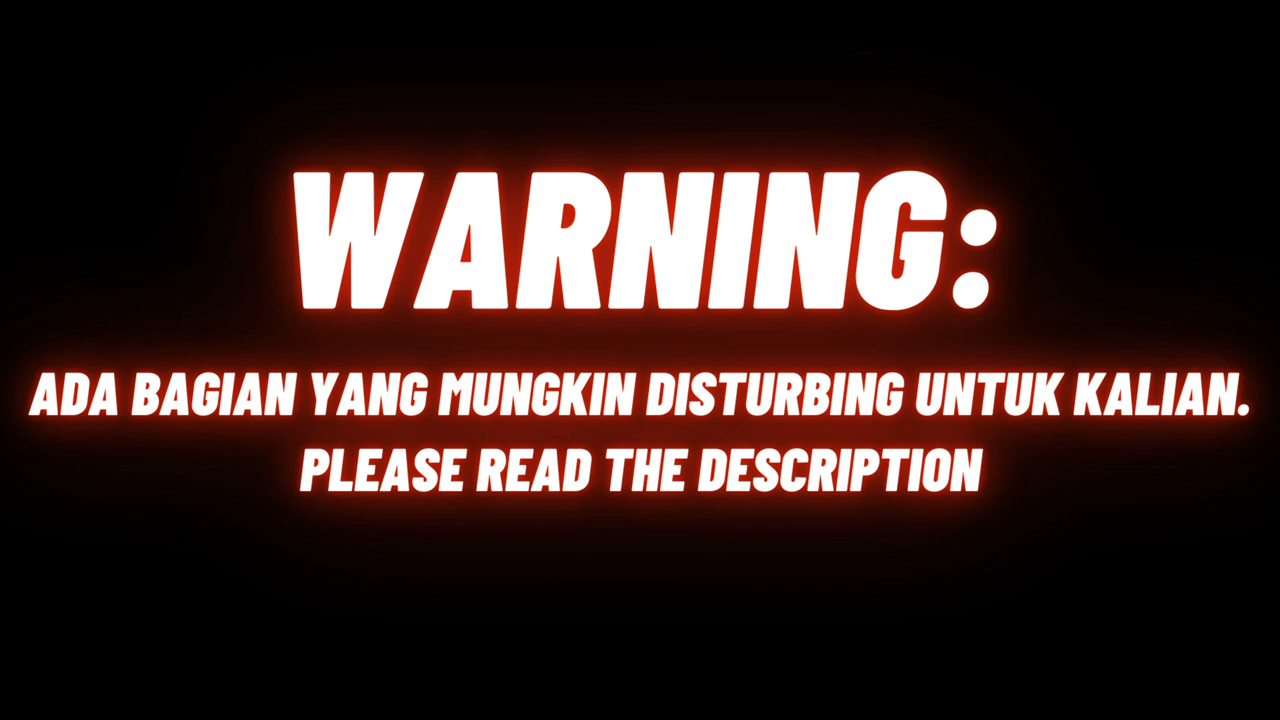 WARNING:
ADA BAGIAN YANG MUNGKIN DISTURBING UNTUK KALIAN.
PLEASE READ THE DESCRIPTION